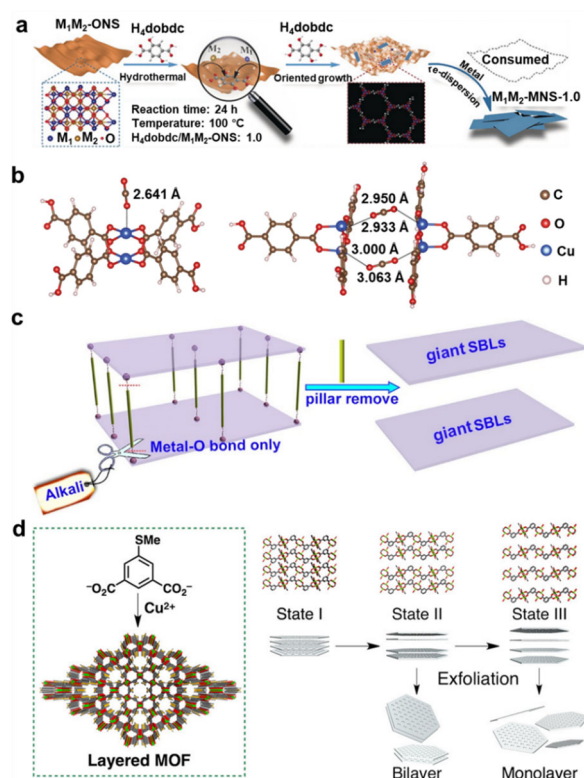 a
M₁M₂-ONS
H₄dobdc
Hydrothermal
M₂
M₁
H₄dobdc
Oriented growth
Consumed
Metal
re-dispersion
M₁M₂-MNS-1.0
M₁ M₂ O
Reaction time: 24 h
Temperature: 100 °C
H₄dobdc/M₁M₂-ONS: 1.0
b
2.641 Å
2.950 Å
2.933 Å
3.000 Å
3.063 Å
C
O
Cu
H
c
Metal-O bond only
Alkali
pillar remove
giant SBLs
giant SBLs
d
SMe
⁻O₂C
CO₂⁻
Cu²⁺
Layered MOF
State I
State II
State III
Exfoliation
Bilayer
Monolayer